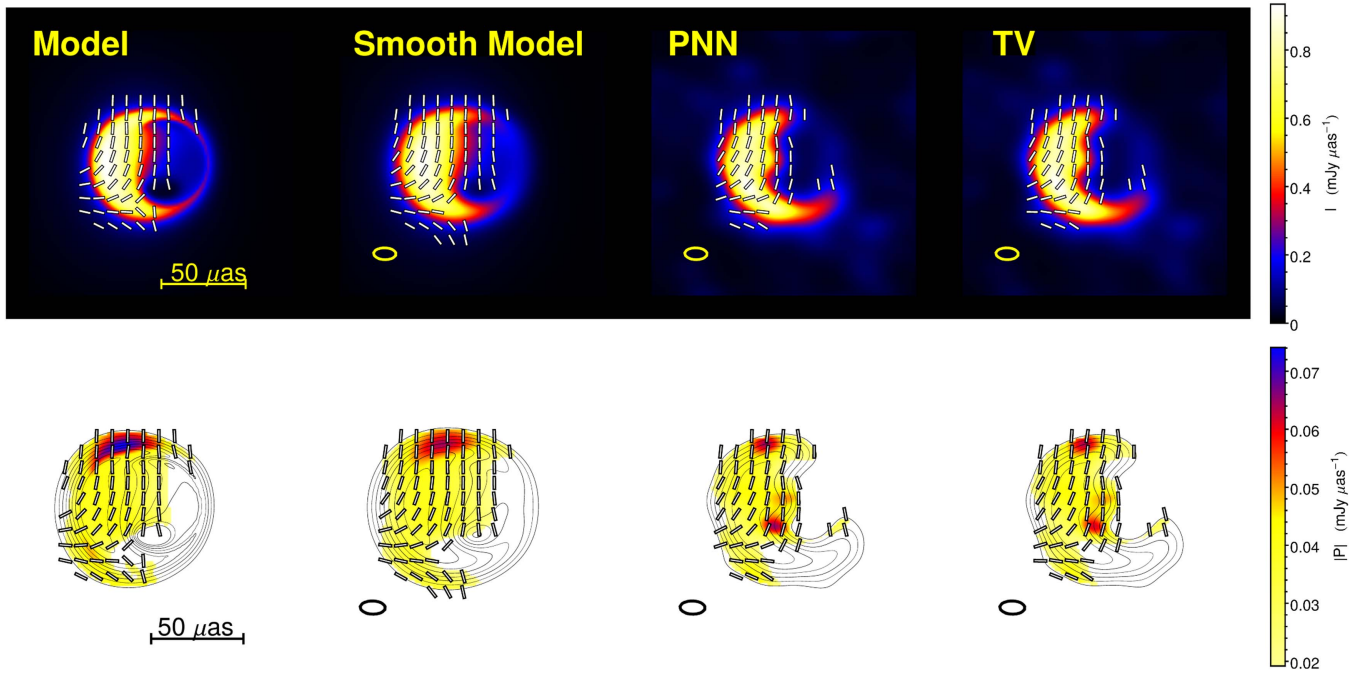 Model
Smooth Model
PNN
TV
50 μas
0.8
0.6
0.4
0.2
0
I (mJy μas⁻¹)
0.07
0.06
0.05
0.04
0.03
0.02
|P| (mJy μas⁻¹)
50 μas